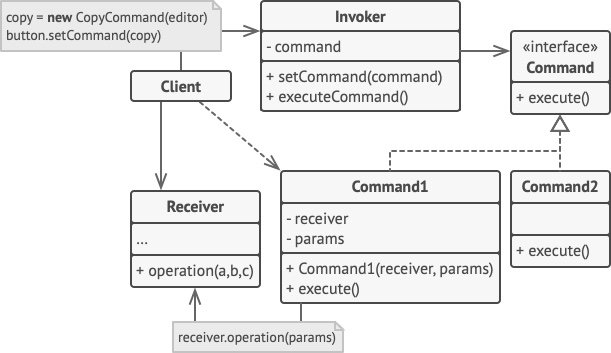 copy = new CopyCommand(editor)
button.setCommand(copy)
Invoker
- command
+ setCommand(command)
+ executeCommand()
«interface»
Command
+ execute()
Client
Receiver
...
+ operation(a,b,c)
Command1
- receiver
- params
+ Command1(receiver, params)
+ execute()
Command2
+ execute()
receiver.operation(params)